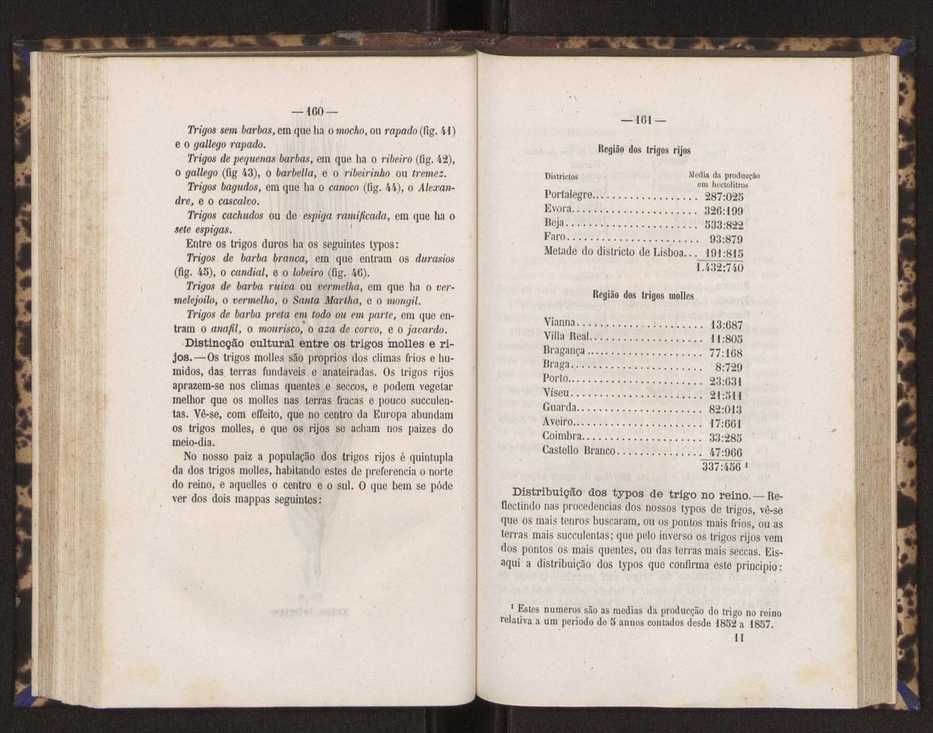 —160—
Trigos sem barbas, em que ha o mocho, ou rapado (fig. 41)
e o gallego rapado.
Trigos de pequenas barbas, em que ha o ribeiro (fig. 42),
o gallego (fig 43), o barbella, e o ribeirinho ou tremez.
Trigos bagudos, em que ha o canoco (fig. 44), o Alexan-
dre, e o cascalvo.
Trigos cachudos ou de espiga ramificada, em que ha o
sete espigas.
Entre os trigos duros ha os seguintes typos:
Trigos de barba branca, em que entram os durasios
(fig. 45), o candial, e o lobeiro (fig. 46).
Trigos de barba ruiva ou vermelha, em que ha o ver-
melejoilo, o vermelho, o Santa Martha, e o mongil.
Trigos de barba preta em todo ou em parte, em que en-
tram o anafil, o mourisco, o aza de corvo, e o javardo.
Distincção cultural entre os trigos molles e ri-
jos.—Os trigos molles são proprios dos climas frios e hu-
midos, das terras fundaveis e anateiradas. Os trigos rijos
aprazem-se nos climas quentes e seccos, e podem vegetar
melhor que os molles nas terras fracas e pouco succulen-
tas. Vê-se, com effeito, que no centro da Europa abundam
os trigos molles, e que os rijos se acham nos paizes do
meio-dia.
No nosso paiz a população dos trigos rijos é quintupla
da dos trigos molles, habitando estes de preferencia o norte
do reino, e aquelles o centro e o sul. O que bem se póde
ver dos dois mappas seguintes:
—161—
Região dos trigos rijos
Districtos Media da producção
em hectolitros
Portalegre.................. 287:025
Evora...................... 326:199
Beja....................... 533:822
Faro....................... 93:879
Metade do districto de Lisboa... 191:815
1.432:740
Região dos trigos molles
Vianna...................... 13:687
Villa Real.................... 11:805
Bragança.................... 77:168
Braga....................... 8:729
Porto....................... 23:631
Viseu....................... 21:511
Guarda...................... 82:013
Aveiro....................... 17:661
Coimbra..................... 33:285
Castello Branco............... 47:966
337:456 ¹
Distribuição dos typos de trigo no reino.—Re-
flectindo nas procedencias dos nossos typos de trigos, vê-se
que os mais tenros buscaram, ou os pontos mais frios, ou as
terras mais succulentas; que pelo inverso os trigos rijos vem
dos pontos os mais quentes, ou das terras mais seccas. Eis-
aqui a distribuição dos typos que confirma este principio:
¹ Estes numeros são as medias da producção do trigo no reino
relativa a um periodo de 5 annos contados desde 1852 a 1857.
11